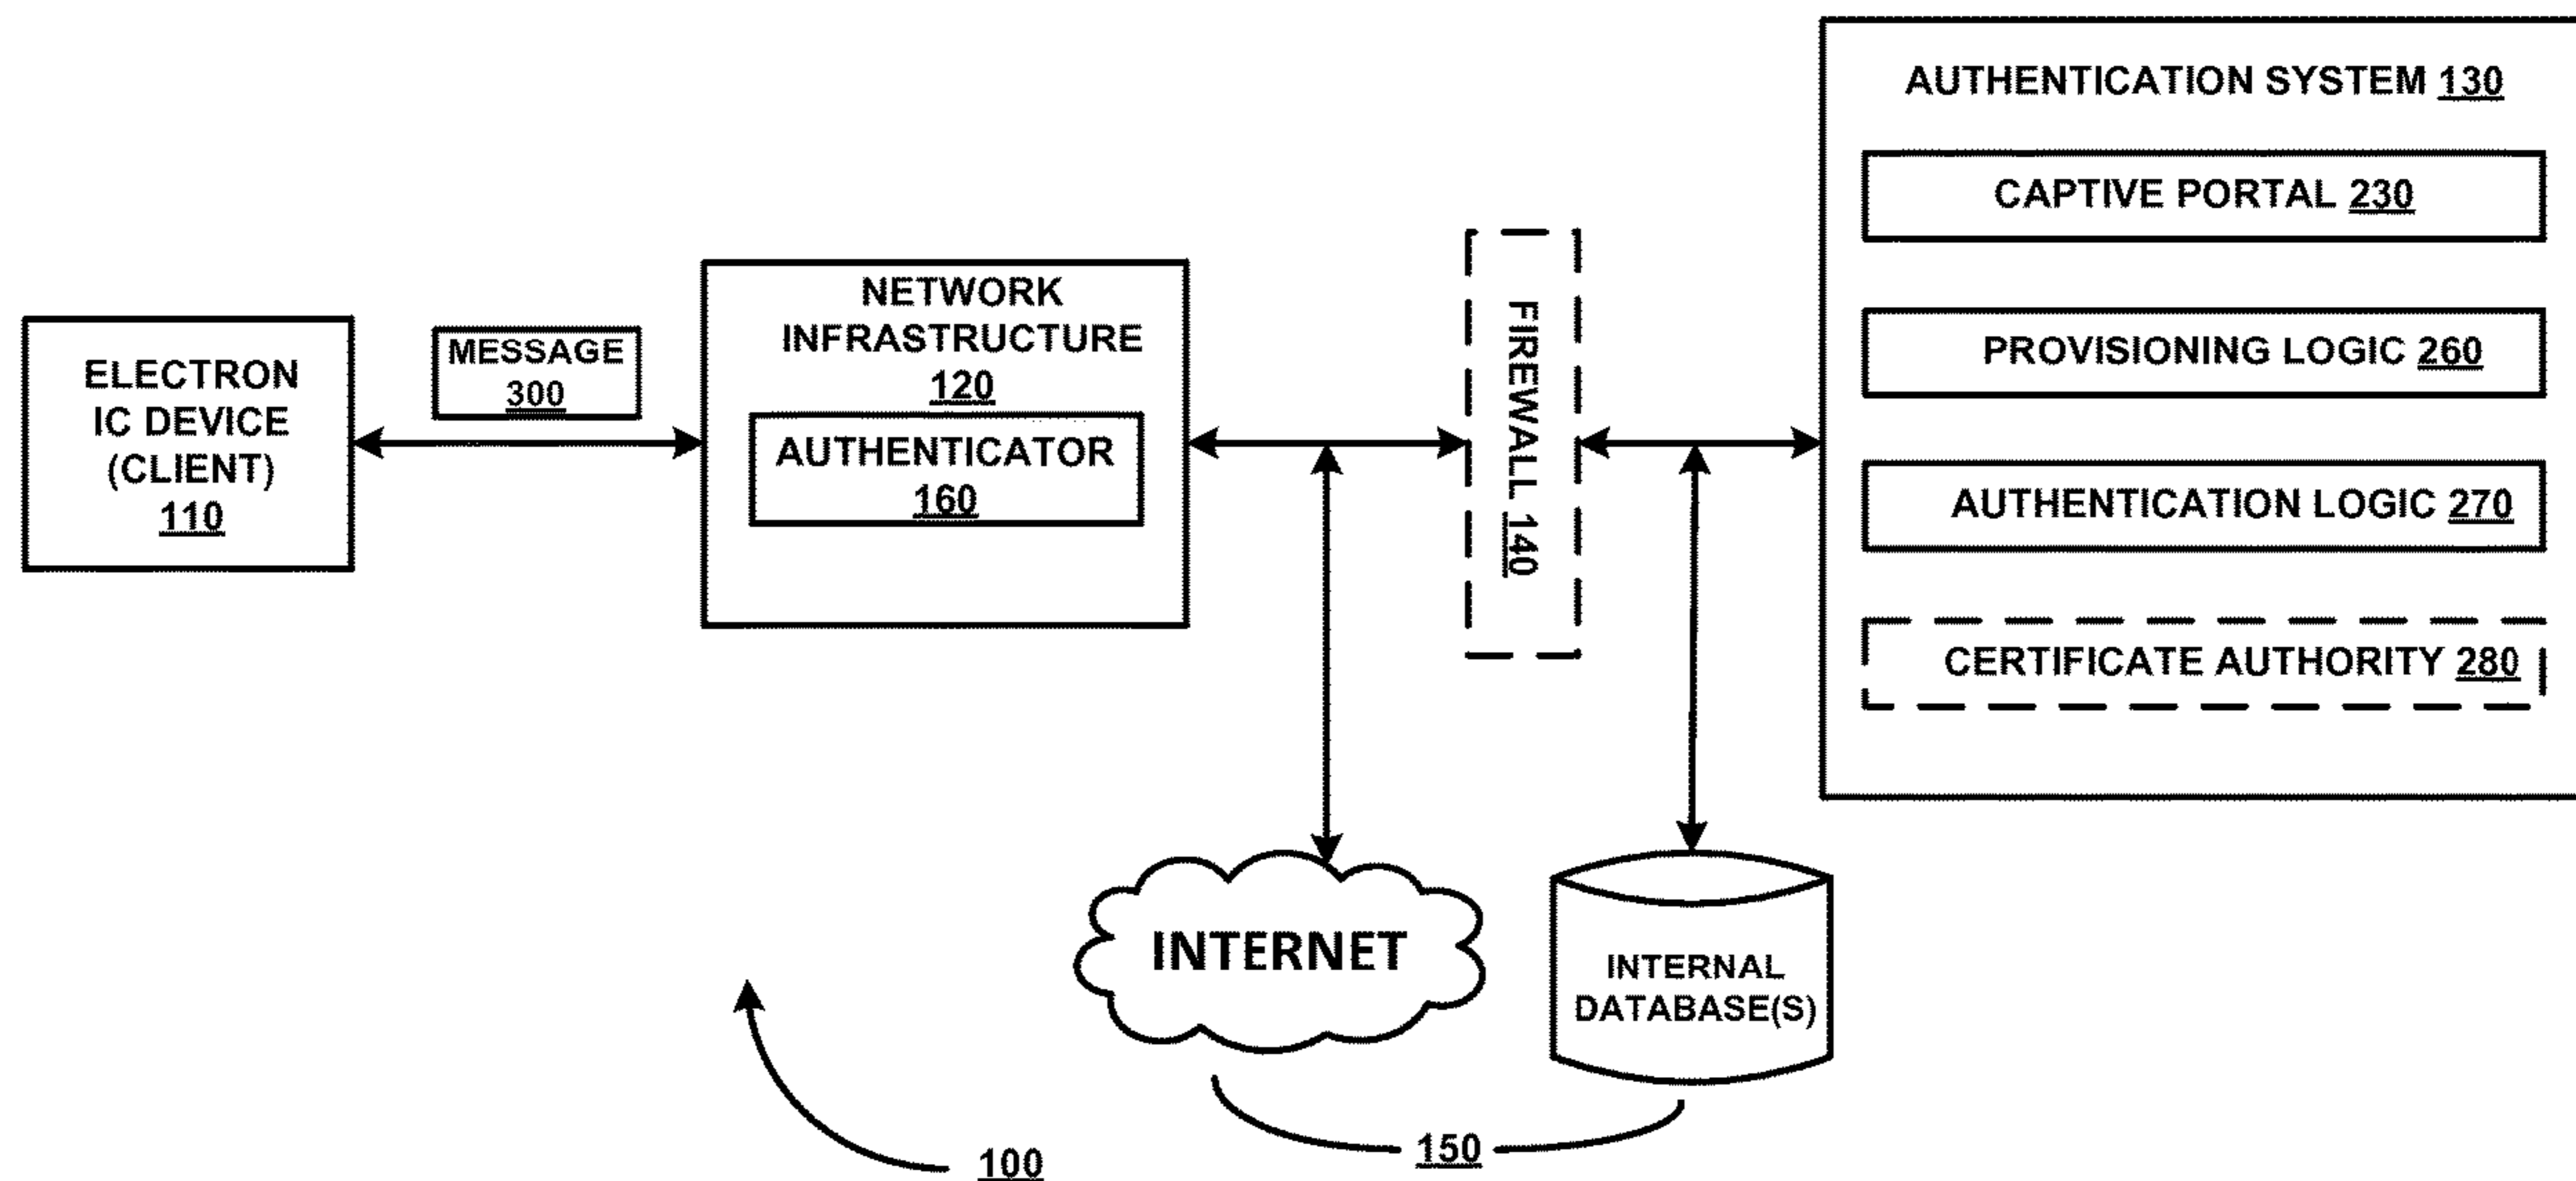 ELECTRON
IC DEVICE
(CLIENT)
110
MESSAGE
300
NETWORK
INFRASTRUCTURE
120
AUTHENTICATOR
160
FIREWALL 140
AUTHENTICATION SYSTEM 130
CAPTIVE PORTAL 230
PROVISIONING LOGIC 260
AUTHENTICATION LOGIC 270
CERTIFICATE AUTHORITY 280
INTERNET
INTERNAL
DATABASE(S)
150
100